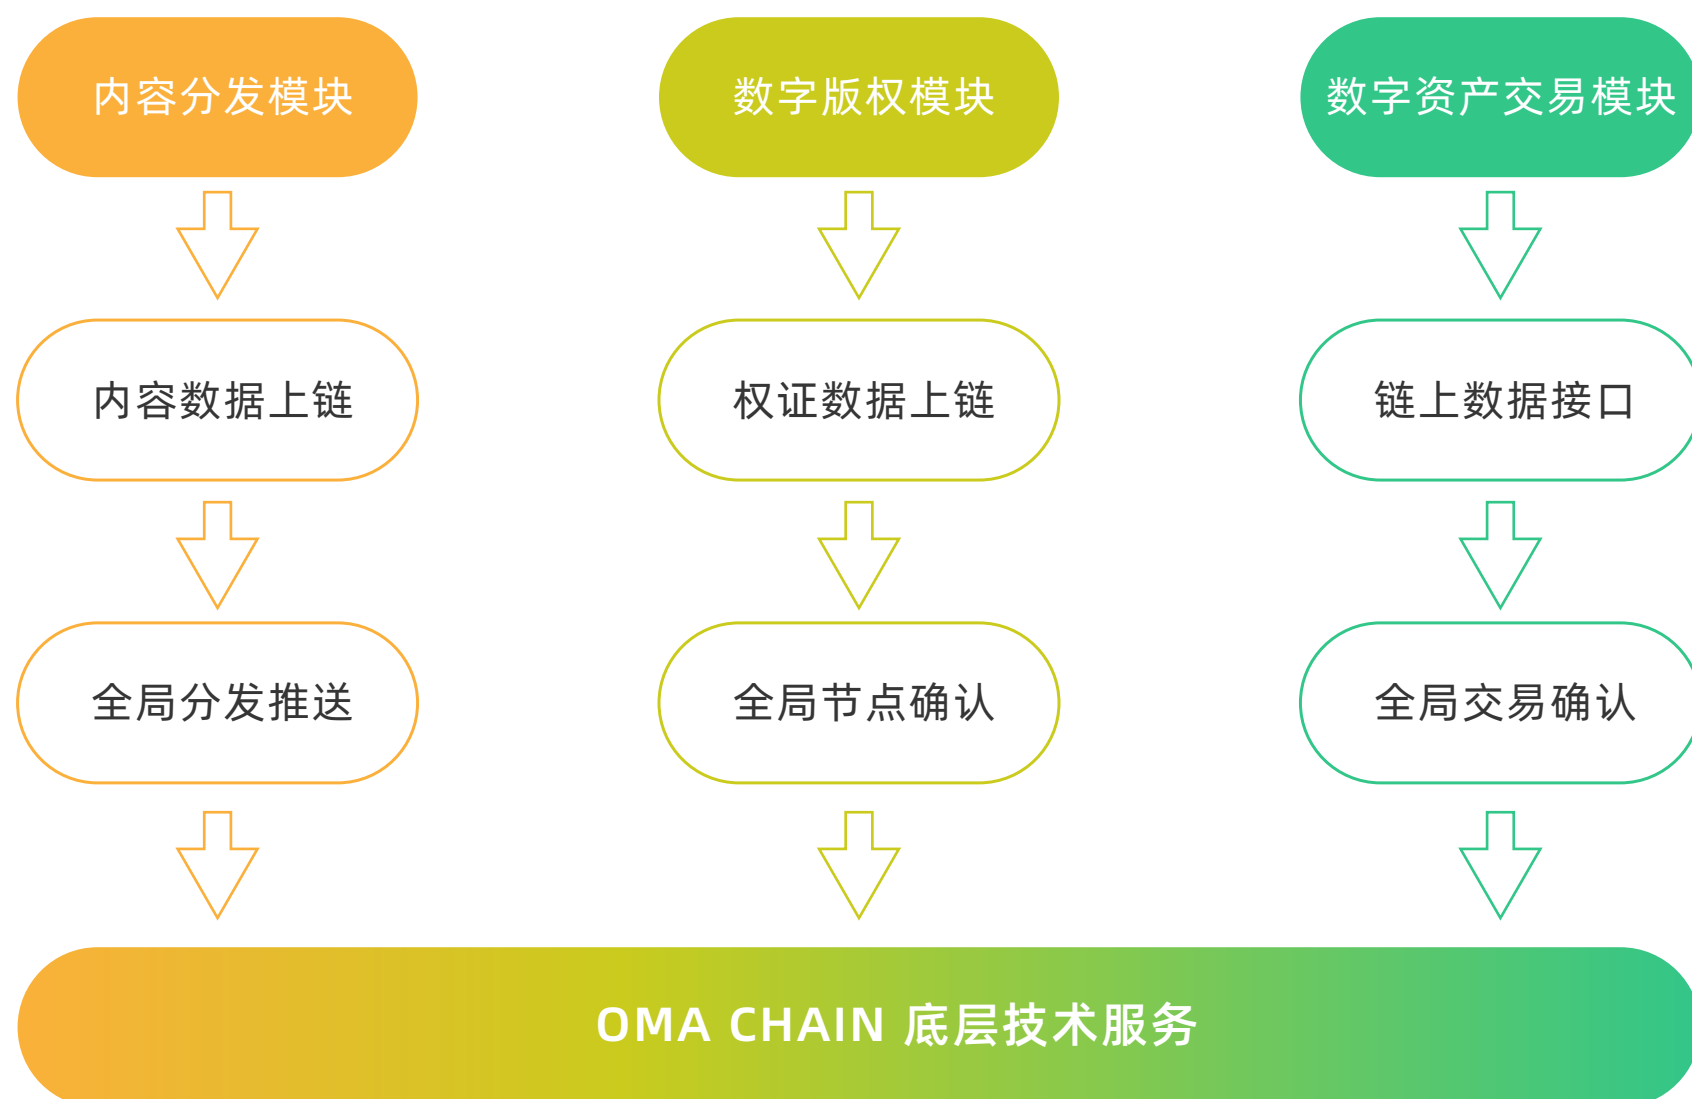 内容分发模块
数字版权模块
数字资产交易模块
内容数据上链
权证数据上链
链上数据接口
全局分发推送
全局节点确认
全局交易确认
OMA CHAIN 底层技术服务